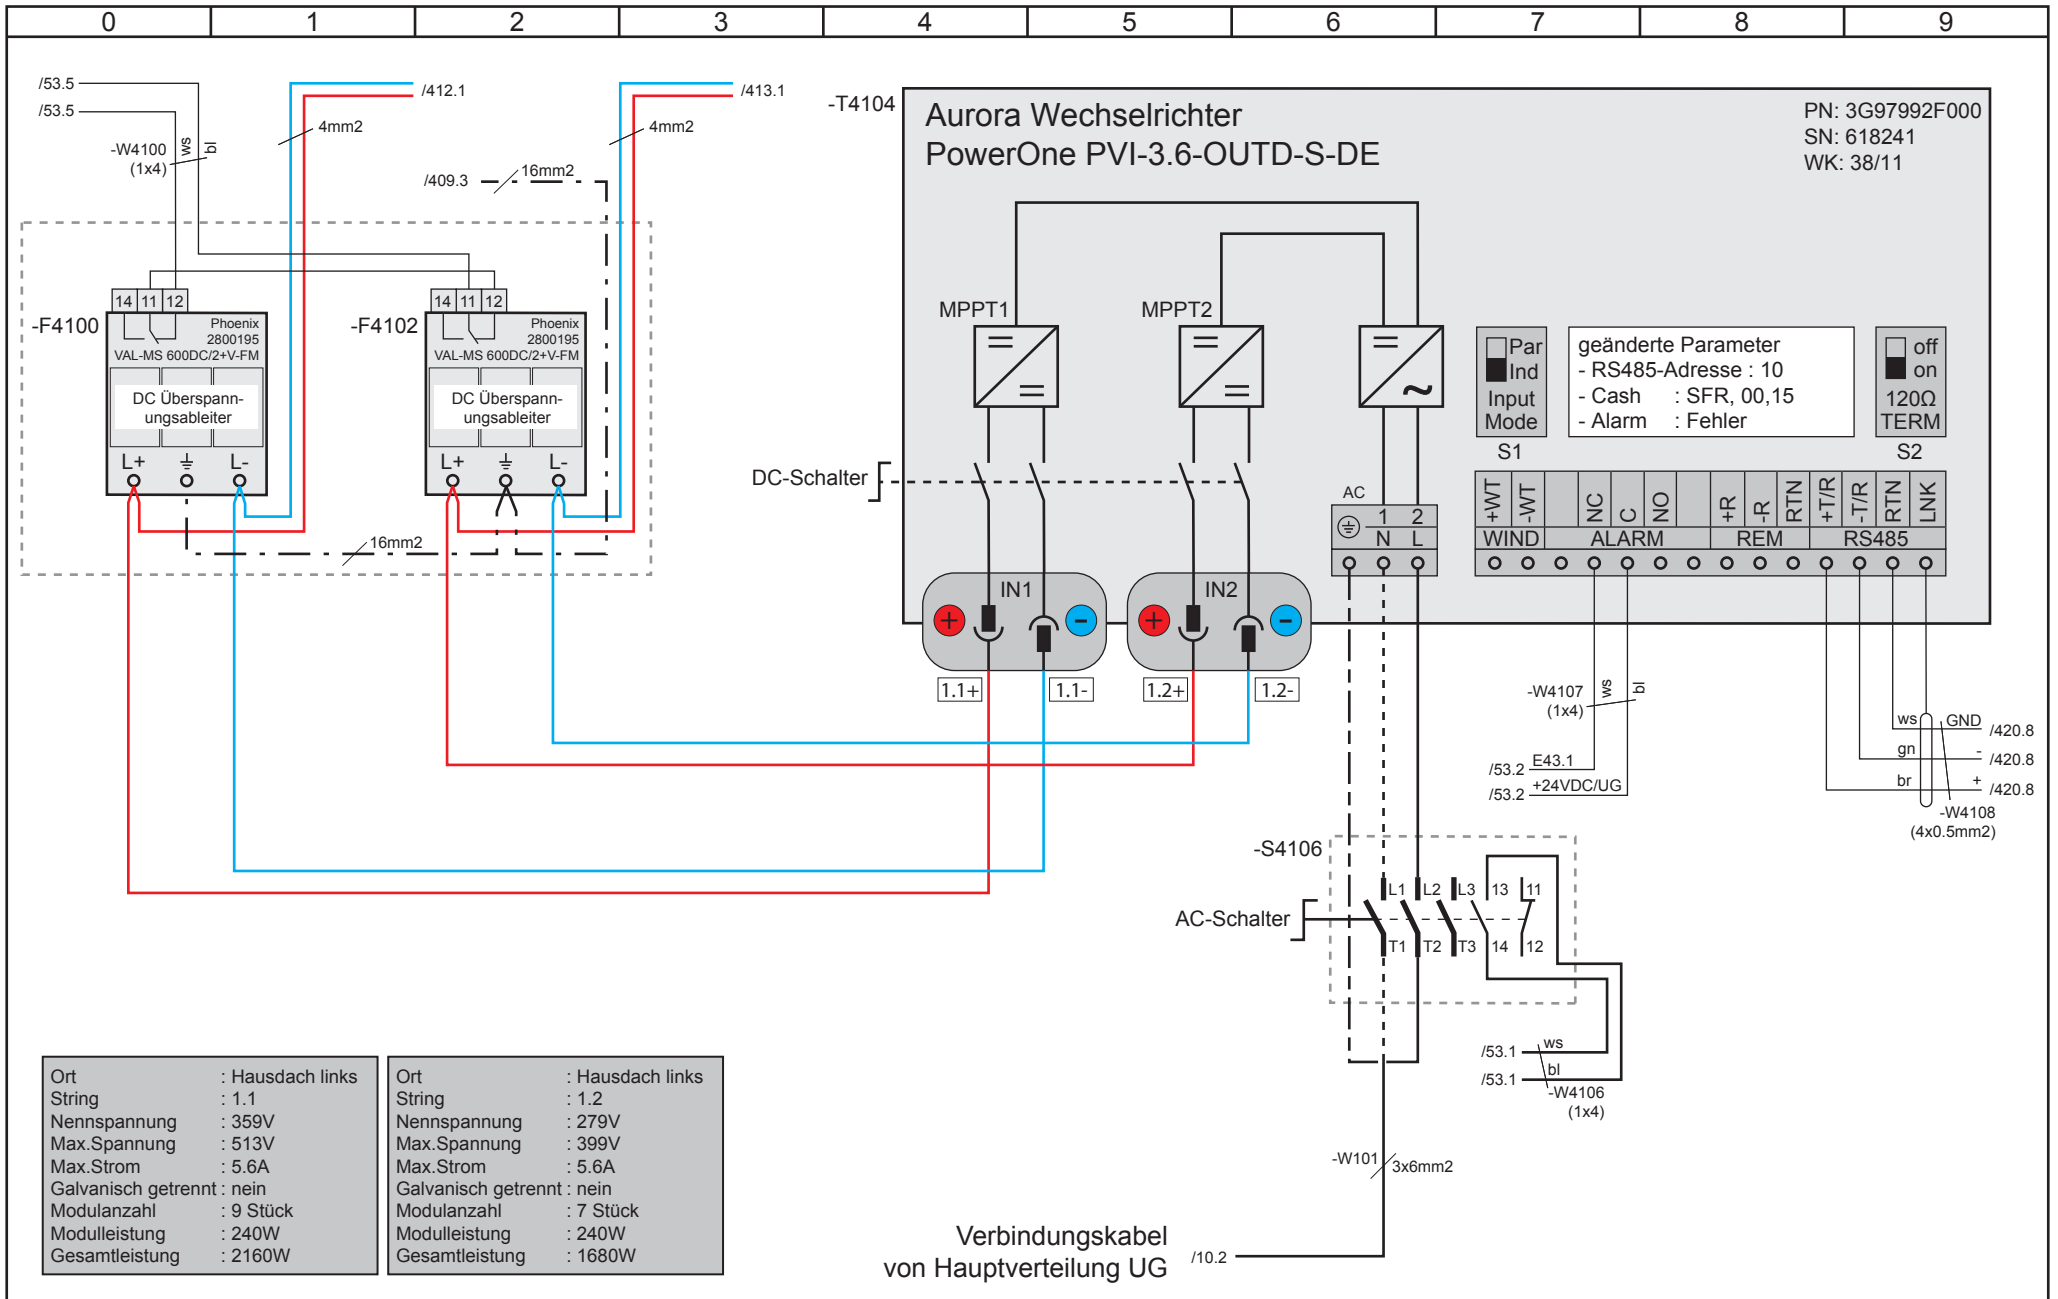 0 1 2 3 4 5 6 7 8 9
/53.5
/53.5
-W4100
(1x4)
ws
bl
/412.1
4mm2
/413.1
4mm2
/409.3
16mm2
-F4100
14 11 12
Phoenix
2800195
VAL-MS 600DC/2+V-FM
DC Überspann-
ungsableiter
L+ L-
-F4102
14 11 12
Phoenix
2800195
VAL-MS 600DC/2+V-FM
DC Überspann-
ungsableiter
L+ L-
16mm2
-T4104
Aurora Wechselrichter
PowerOne PVI-3.6-OUTD-S-DE
PN: 3G97992F000
SN: 618241
WK: 38/11
MPPT1
MPPT2
DC-Schalter
Par
Ind
Input
Mode
S1
geänderte Parameter
- RS485-Adresse : 10
- Cash : SFR, 00,15
- Alarm : Fehler
off
on
120Ω
TERM
S2
AC
1 2
N L
+WT -WT NC C NO +R -R RTN +T/R -T/R RTN LNK
WIND ALARM REM RS485
IN1
+ -
IN2
+ -
1.1+ 1.1- 1.2+ 1.2-
-W4107
(1x4)
ws
bl
/53.2 E43.1
/53.2 +24VDC/UG
ws GND /420.8
gn - /420.8
br + /420.8
-W4108
(4x0.5mm2)
-S4106
AC-Schalter
L1 L2 L3 13 11
T1 T2 T3 14 12
/53.1 ws
/53.1 bl
-W4106
(1x4)
-W101
3x6mm2
Verbindungskabel
von Hauptverteilung UG
/10.2
Ort : Hausdach links
String : 1.1
Nennspannung : 359V
Max.Spannung : 513V
Max.Strom : 5.6A
Galvanisch getrennt : nein
Modulanzahl : 9 Stück
Modulleistung : 240W
Gesamtleistung : 2160W
Ort : Hausdach links
String : 1.2
Nennspannung : 279V
Max.Spannung : 399V
Max.Strom : 5.6A
Galvanisch getrennt : nein
Modulanzahl : 7 Stück
Modulleistung : 240W
Gesamtleistung : 1680W